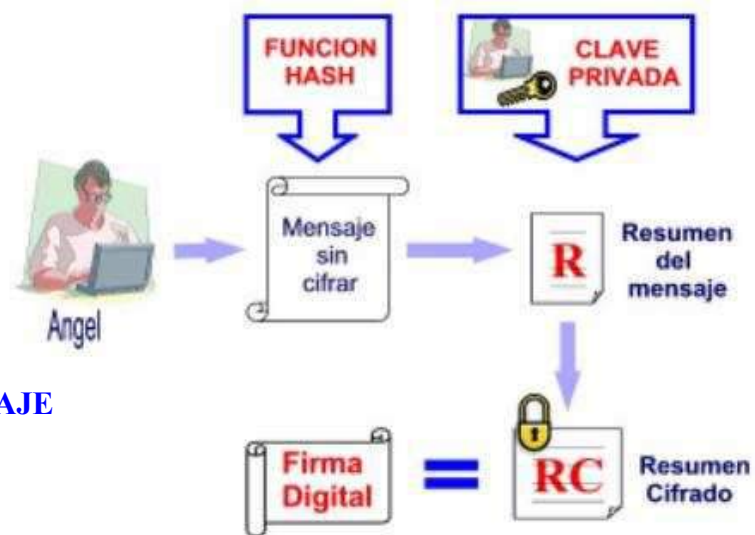 FUNCION
HASH
CLAVE
PRIVADA
Mensaje
sin
cifrar
R
Resumen
del
mensaje
Angel
AJE
Firma
Digital
=
RC
Resumen
Cifrado